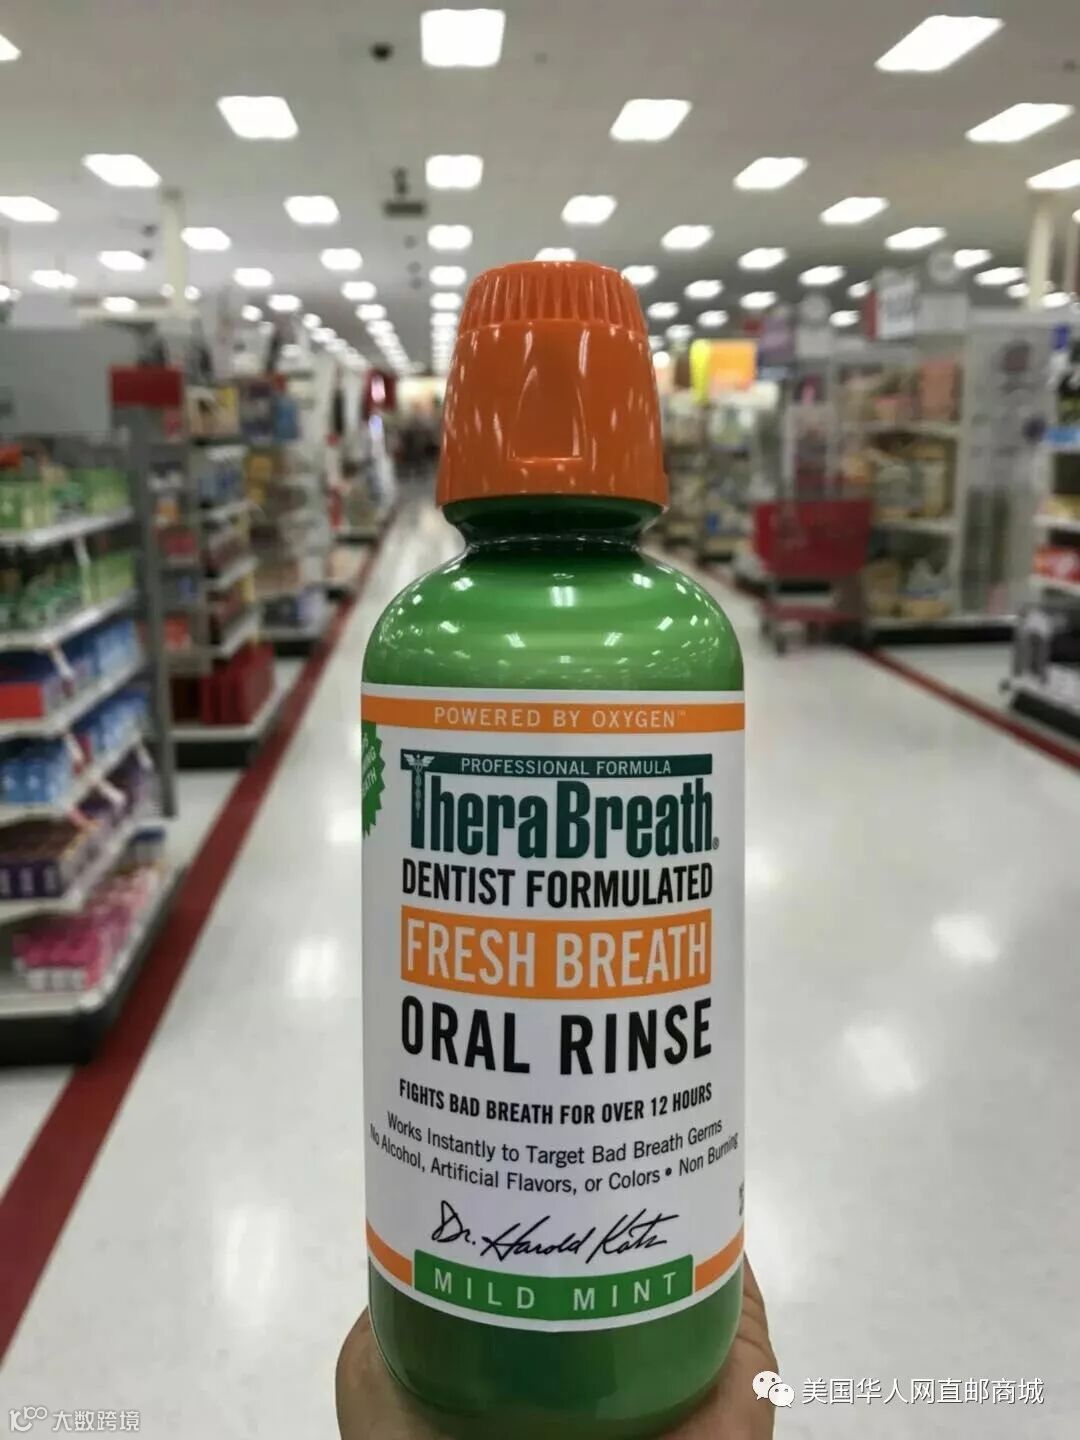 POWERED BY OXYGEN™
PROFESSIONAL FORMULA
TheraBreath®
DENTIST FORMULATED
FRESH BREATH
ORAL RINSE
FIGHTS BAD BREATH FOR OVER 12 HOURS
Works Instantly to Target Bad Breath Germs
No Alcohol, Artificial Flavors, or Colors • Non Burning
Dr. Harold Katz
MILD MINT
美国华人网直邮商城
大数跨境